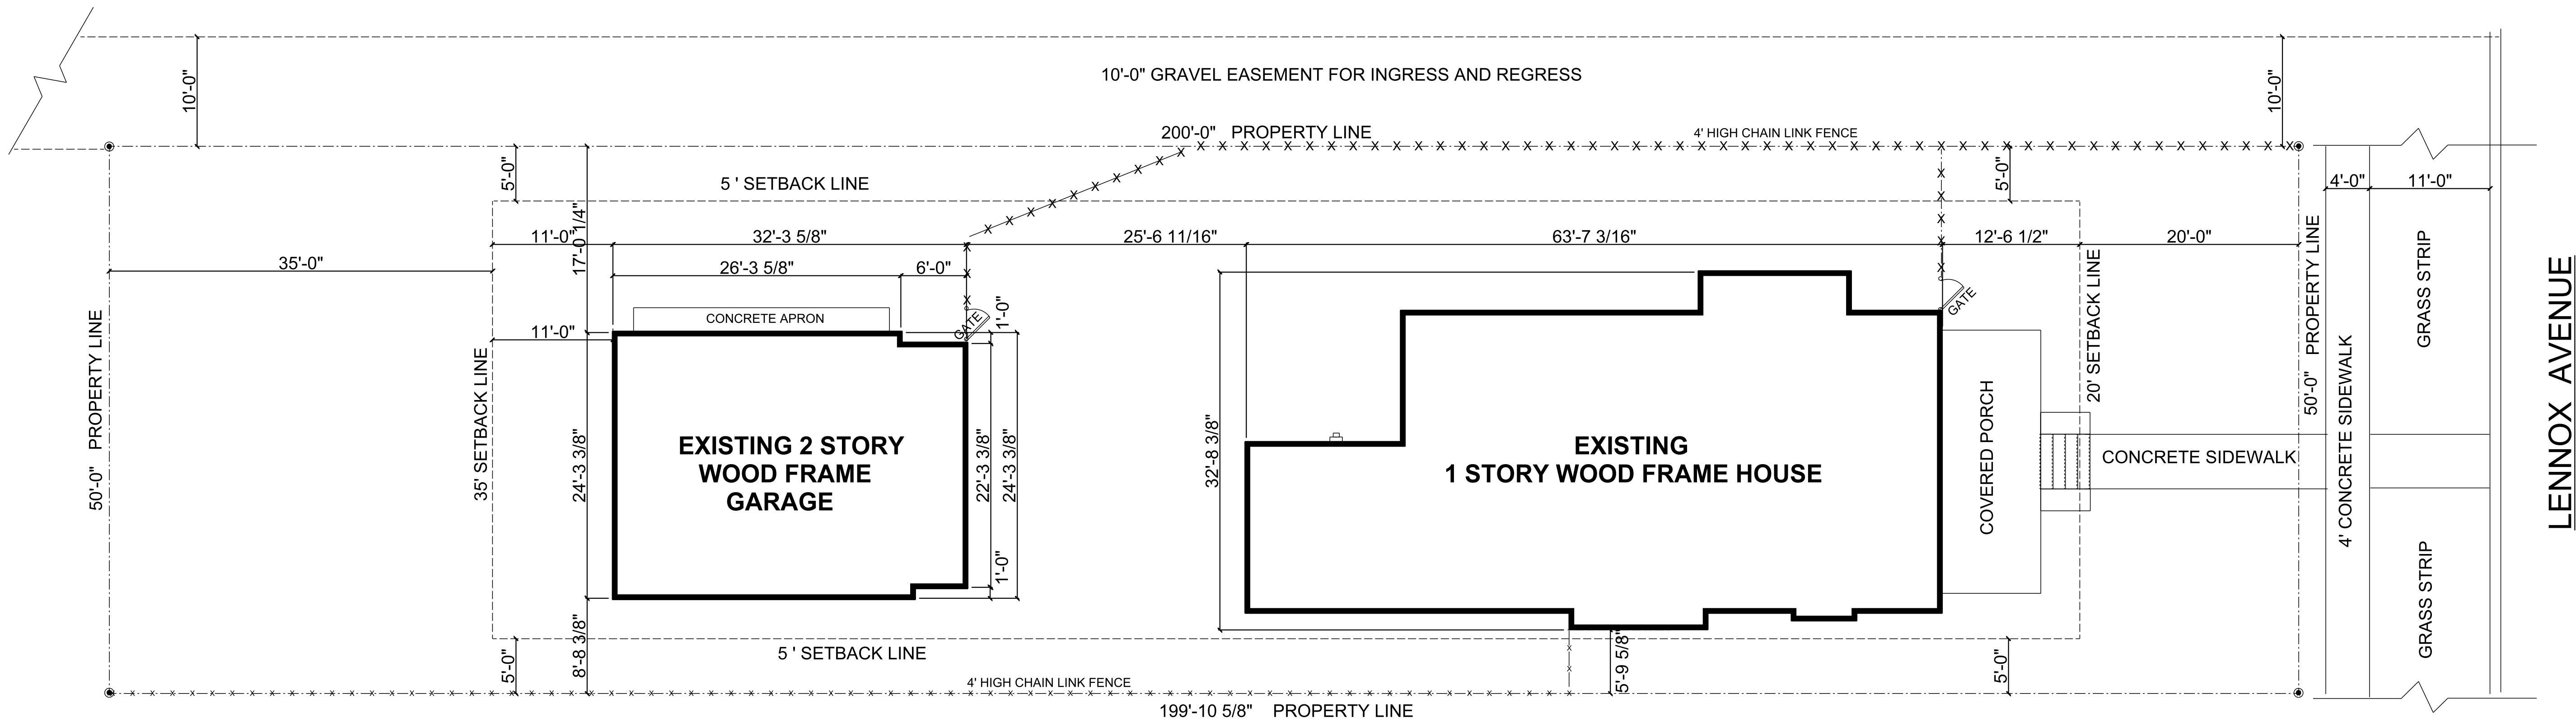 10'-0"
10'-0" GRAVEL EASEMENT FOR INGRESS AND REGRESS
10'-0"
200'-0" PROPERTY LINE
4' HIGH CHAIN LINK FENCE
5'-0"
5 ' SETBACK LINE
5'-0"
4'-0"
11'-0"
17'-0 1/4"
11'-0"
32'-3 5/8"
25'-6 11/16"
63'-7 3/16"
12'-6 1/2"
20'-0"
35'-0"
26'-3 5/8"
6'-0"
CONCRETE APRON
GATE
1'-0"
GATE
11'-0"
50'-0" PROPERTY LINE
35' SETBACK LINE
24'-3 3/8"
EXISTING 2 STORY
WOOD FRAME
GARAGE
22'-3 3/8"
24'-3 3/8"
1'-0"
32'-8 3/8"
EXISTING
1 STORY WOOD FRAME HOUSE
COVERED PORCH
20' SETBACK LINE
CONCRETE SIDEWALK
50'-0" PROPERTY LINE
4' CONCRETE SIDEWALK
GRASS STRIP
GRASS STRIP
LENNOX AVENUE
5'-0"
8'-8 3/8"
5 ' SETBACK LINE
5'-9 5/8"
5'-0"
4' HIGH CHAIN LINK FENCE
199'-10 5/8" PROPERTY LINE